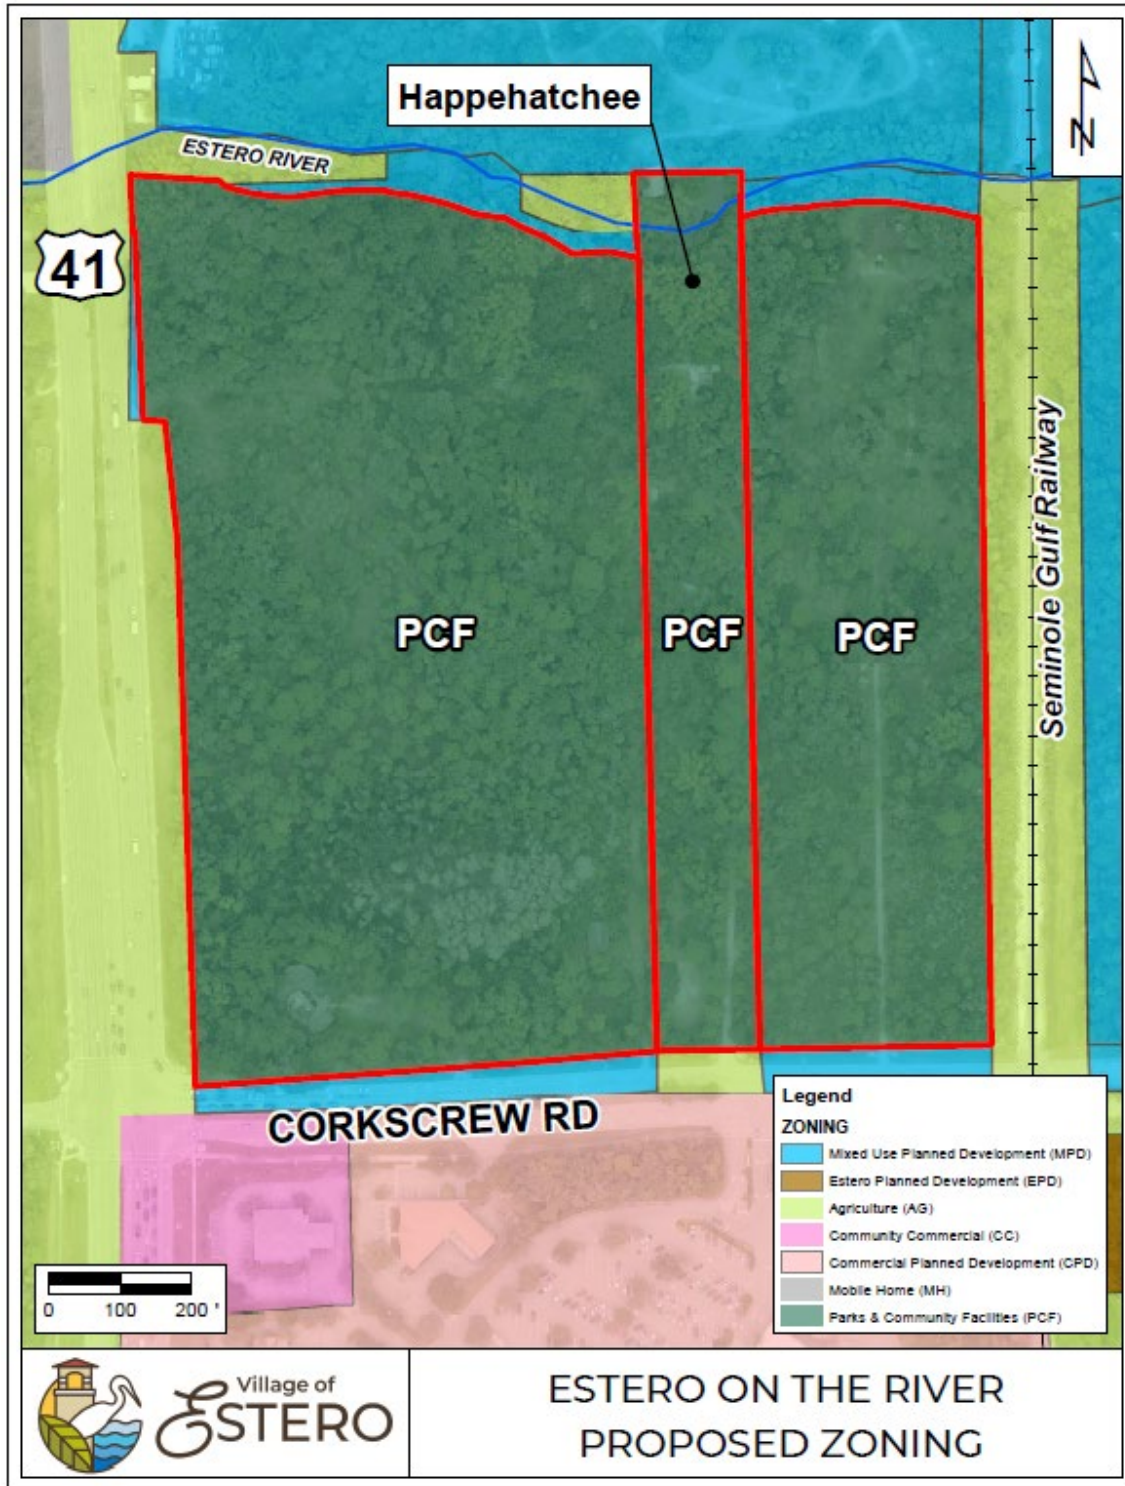 Happehatchee
N
ESTERO RIVER
41
PCF
PCF
PCF
Seminole Gulf Railway
CORKSCREW RD
Legend
ZONING
Mixed Use Planned Development (MPD)
Estero Planned Development (EPD)
Agriculture (AG)
Community Commercial (CC)
Commercial Planned Development (CPD)
Mobile Home (MH)
Parks & Community Facilities (PCF)
0 100 200 '
Village of
ESTERO
ESTERO ON THE RIVER
PROPOSED ZONING